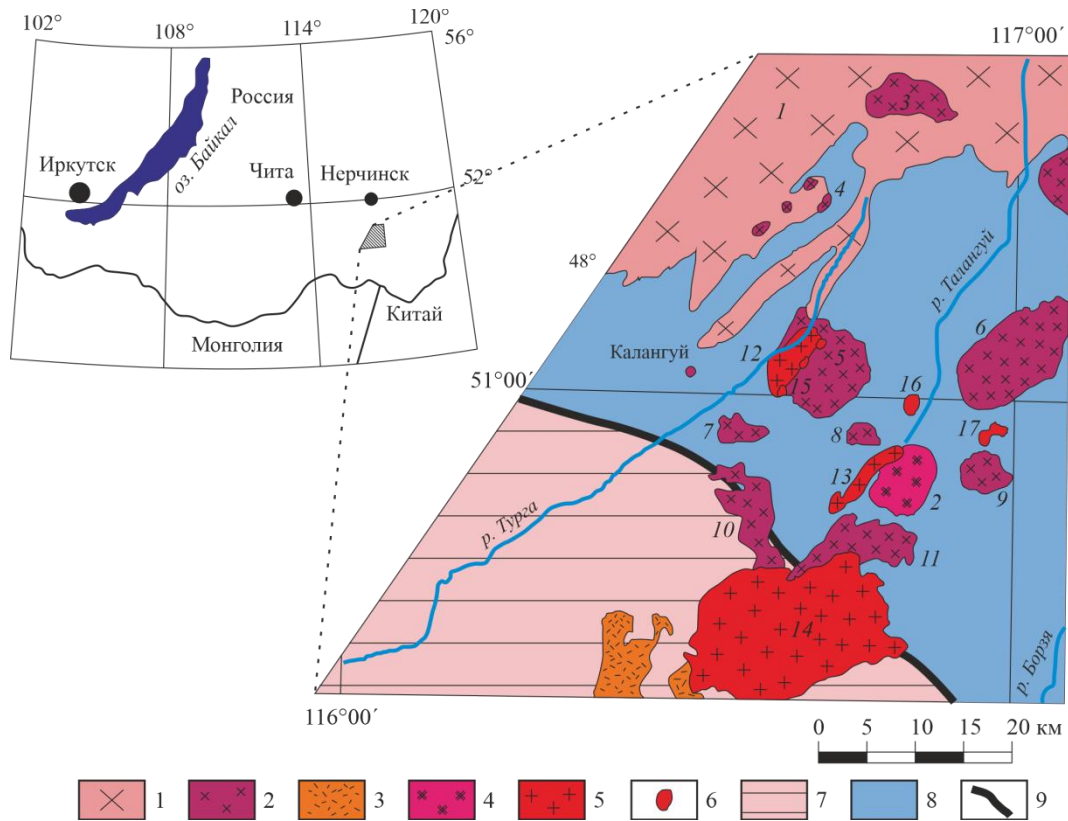 102°
108°
114°
120°
56°
Россия
оз. Байкал
Иркутск
Чита
Нерчинск
52°
48°
Китай
Монголия
117°00′
1
3
4
р. Талангуй
6
Калангуй
12
5
15
16
51°00′
7
8
17
13
2
9
10
11
р. Турга
14
р. Борзя
116°00′
0 5 10 15 20 км
1 2 3 4 5 6 7 8 9